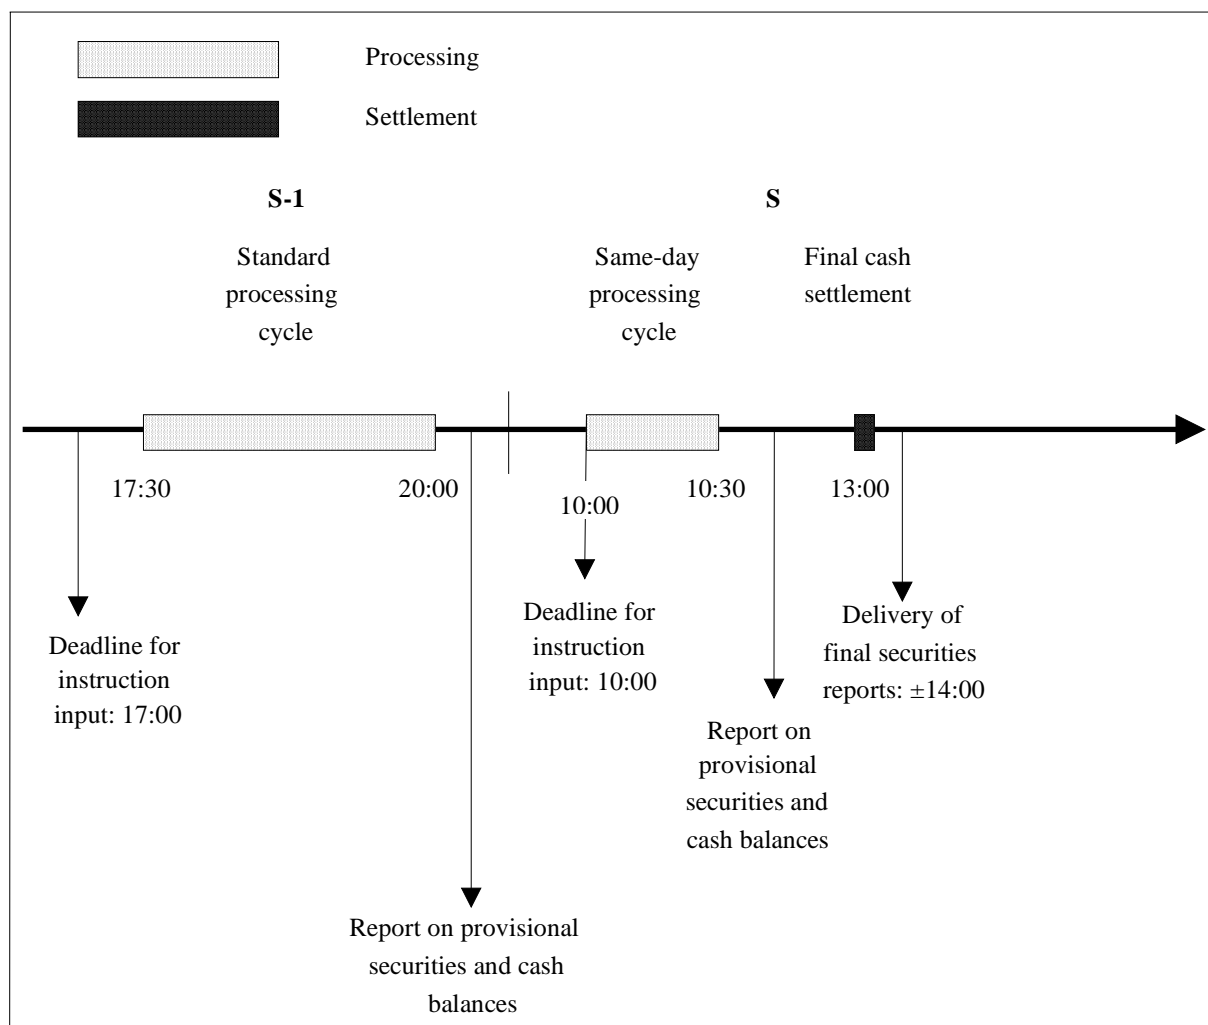 Processing
Settlement
S-1
S
Standard
processing
cycle
Same-day
processing
cycle
Final cash
settlement
17:30
20:00
10:00
10:30
13:00
Deadline for
instruction
input: 17:00
Deadline for
instruction
input: 10:00
Delivery of
final securities
reports: ±14:00
Report on
provisional
securities and
cash balances
Report on provisional
securities and cash
balances